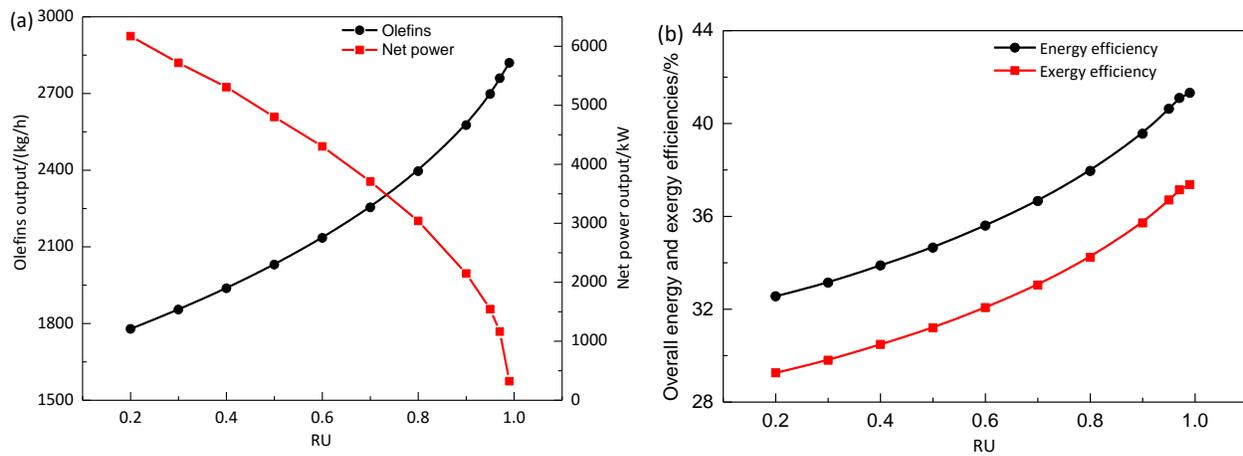 (a)
Olefins
Net power
Olefins output/(kg/h)
3000
2700
2400
2100
1800
1500
6000
5000
4000
3000
2000
1000
0
Net power output/kW
0.2 0.4 0.6 0.8 1.0
RU
(b)
Energy efficiency
Exergy efficiency
Overall energy and exergy efficiencies/%
44
40
36
32
28
0.2 0.4 0.6 0.8 1.0
RU